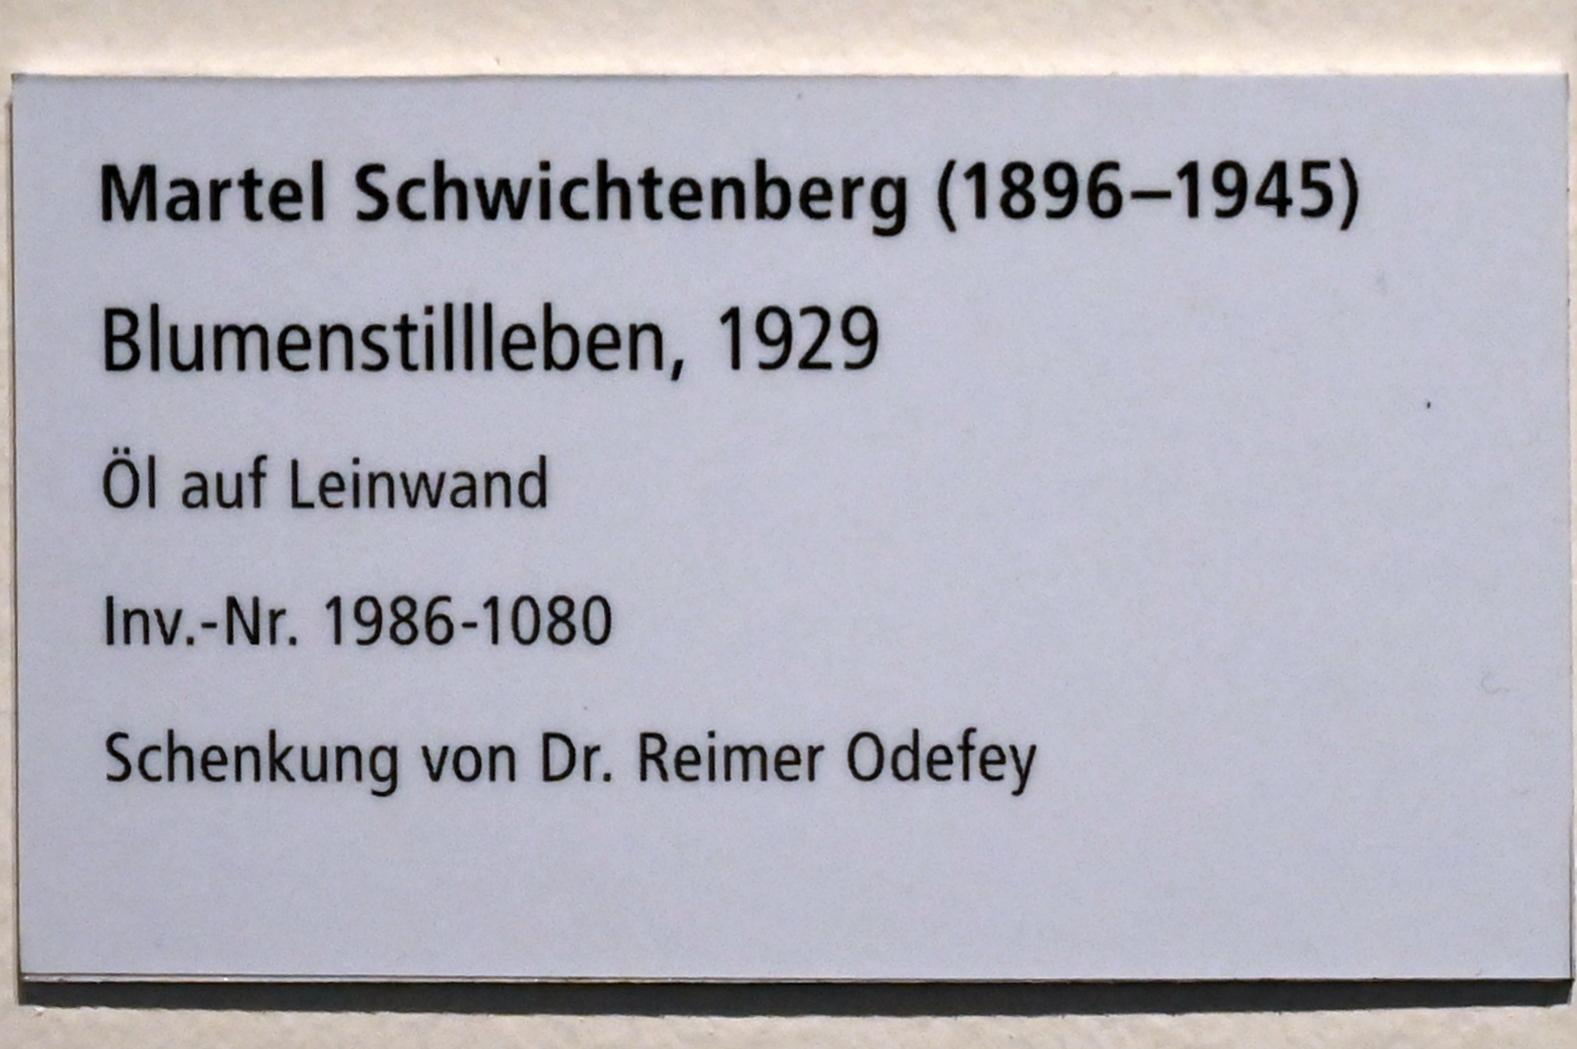 Martel Schwichtenberg (1896–1945)
Blumenstillleben, 1929
Öl auf Leinwand
Inv.-Nr. 1986-1080
Schenkung von Dr. Reimer Odefey